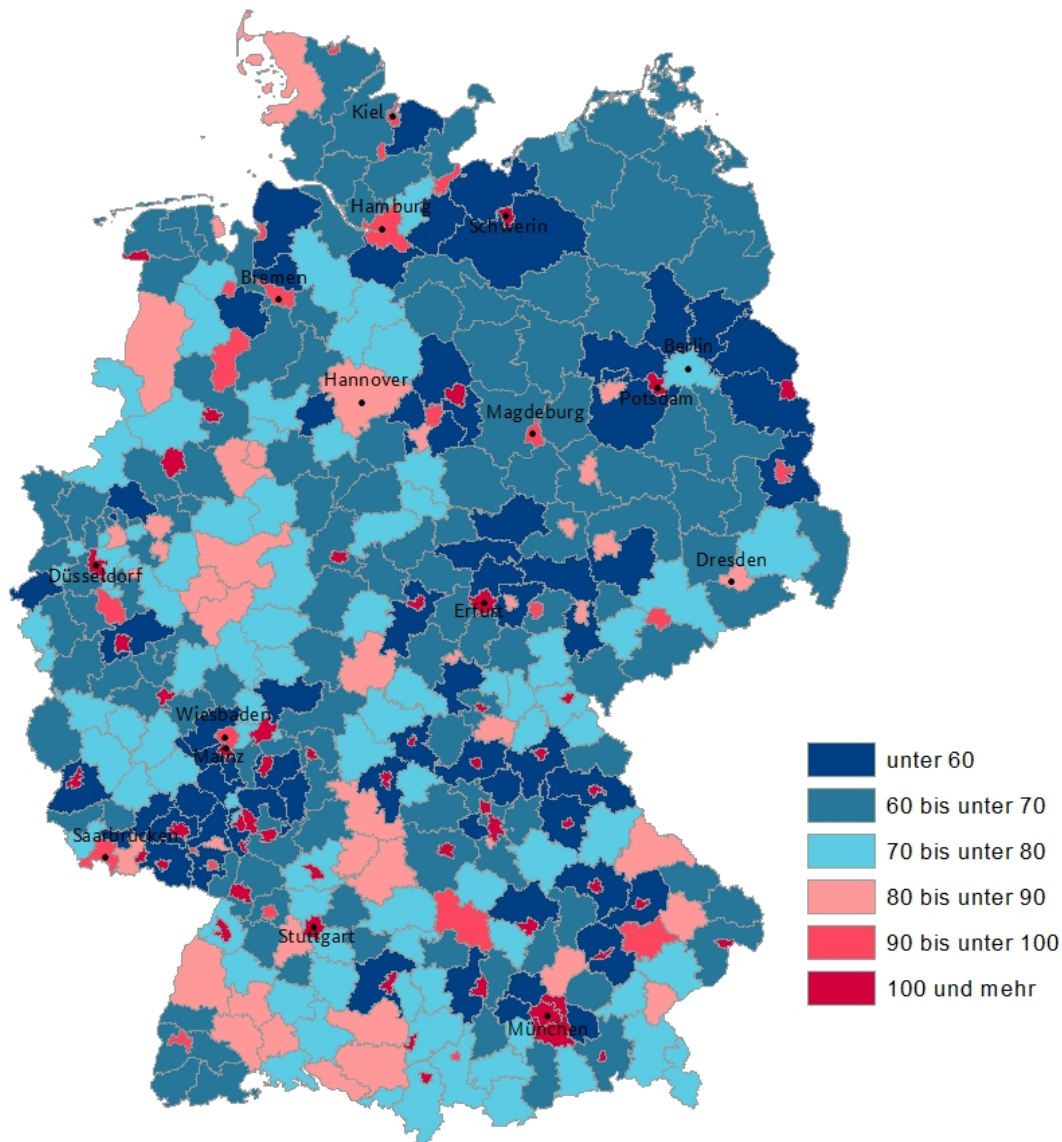 Kiel
Hamburg
Schwerin
Bremen
Berlin
Hannover
Potsdam
Magdeburg
Düsseldorf
Dresden
Erfurt
Wiesbaden
Mainz
Saarbrücken
Stuttgart
München
unter 60
60 bis unter 70
70 bis unter 80
80 bis unter 90
90 bis unter 100
100 und mehr